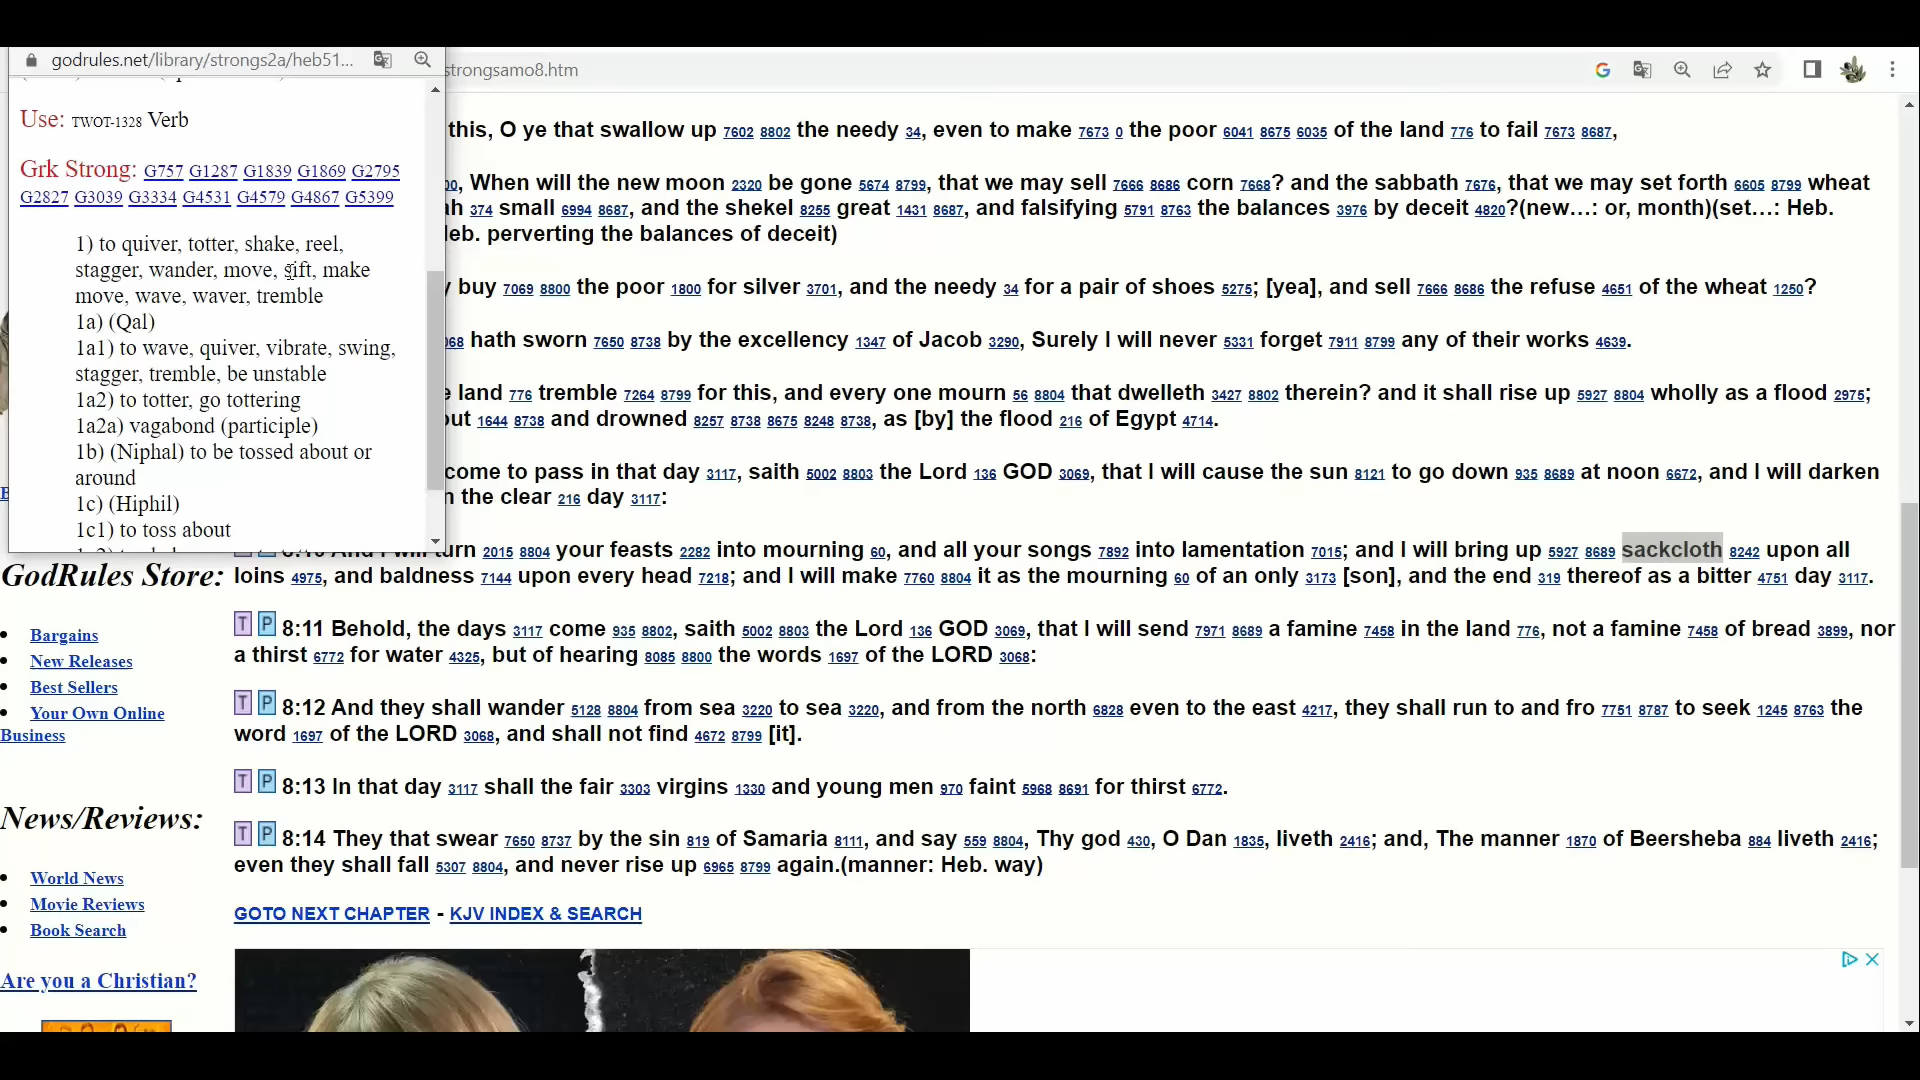 godrules.net/library/strongs2a/heb51...
strongsamo8.htm
Use: TWOT-1328 Verb
Grk Strong: G757 G1287 G1839 G1869 G2795
G2827 G3039 G3334 G4531 G4579 G4867 G5399
1) to quiver, totter, shake, reel,
stagger, wander, move, sift, make
move, wave, waver, tremble
1a) (Qal)
1a1) to wave, quiver, vibrate, swing,
stagger, tremble, be unstable
1a2) to totter, go tottering
1a2a) vagabond (participle)
1b) (Niphal) to be tossed about or
around
1c) (Hiphil)
1c1) to toss about
this, O ye that swallow up 7602 8802 the needy 34, even to make 7673 0 the poor 6041 8675 6035 of the land 776 to fail 7673 8687,
, When will the new moon 2320 be gone 5674 8799, that we may sell 7666 8686 corn 7668? and the sabbath 7676, that we may set forth 6605 8799 wheat
h 374 small 6994 8687, and the shekel 8255 great 1431 8687, and falsifying 5791 8763 the balances 3976 by deceit 4820?(new...: or, month)(set...: Heb.
eb. perverting the balances of deceit)
y buy 7069 8800 the poor 1800 for silver 3701, and the needy 34 for a pair of shoes 5275; [yea], and sell 7666 8686 the refuse 4651 of the wheat 1250?
68 hath sworn 7650 8738 by the excellency 1347 of Jacob 3290, Surely I will never 5331 forget 7911 8799 any of their works 4639.
e land 776 tremble 7264 8799 for this, and every one mourn 56 8804 that dwelleth 3427 8802 therein? and it shall rise up 5927 8804 wholly as a flood 2975;
out 1644 8738 and drowned 8257 8738 8675 8248 8738, as [by] the flood 216 of Egypt 4714.
come to pass in that day 3117, saith 5002 8803 the Lord 136 GOD 3069, that I will cause the sun 8121 to go down 935 8689 at noon 6672, and I will darken
n the clear 216 day 3117:
8:10 And I will turn 2015 8804 your feasts 2282 into mourning 60, and all your songs 7892 into lamentation 7015; and I will bring up 5927 8689 sackcloth 8242 upon all
loins 4975, and baldness 7144 upon every head 7218; and I will make 7760 8804 it as the mourning 60 of an only 3173 [son], and the end 319 thereof as a bitter 4751 day 3117.
T P 8:11 Behold, the days 3117 come 935 8802, saith 5002 8803 the Lord 136 GOD 3069, that I will send 7971 8689 a famine 7458 in the land 776, not a famine 7458 of bread 3899, nor
a thirst 6772 for water 4325, but of hearing 8085 8800 the words 1697 of the LORD 3068:
T P 8:12 And they shall wander 5128 8804 from sea 3220 to sea 3220, and from the north 6828 even to the east 4217, they shall run to and fro 7751 8787 to seek 1245 8763 the
word 1697 of the LORD 3068, and shall not find 4672 8799 [it].
T P 8:13 In that day 3117 shall the fair 3303 virgins 1330 and young men 970 faint 5968 8691 for thirst 6772.
T P 8:14 They that swear 7650 8737 by the sin 819 of Samaria 8111, and say 559 8804, Thy god 430, O Dan 1835, liveth 2416; and, The manner 1870 of Beersheba 884 liveth 2416;
even they shall fall 5307 8804, and never rise up 6965 8799 again.(manner: Heb. way)
GOTO NEXT CHAPTER - KJV INDEX & SEARCH
GodRules Store:
Bargains
New Releases
Best Sellers
Your Own Online
Business
News/Reviews:
World News
Movie Reviews
Book Search
Are you a Christian?